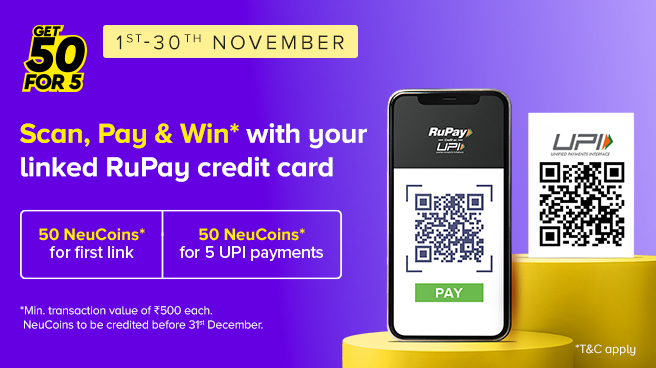 GET
50
FOR 5
1ST-30TH NOVEMBER
Scan, Pay & Win* with your
linked RuPay credit card
50 NeuCoins*
for first link
50 NeuCoins*
for 5 UPI payments
*Min. transaction value of ₹500 each.
NeuCoins to be credited before 31st December.
RuPay
UPI
PAY
UPI
UNIFIED PAYMENTS INTERFACE
*T&C apply